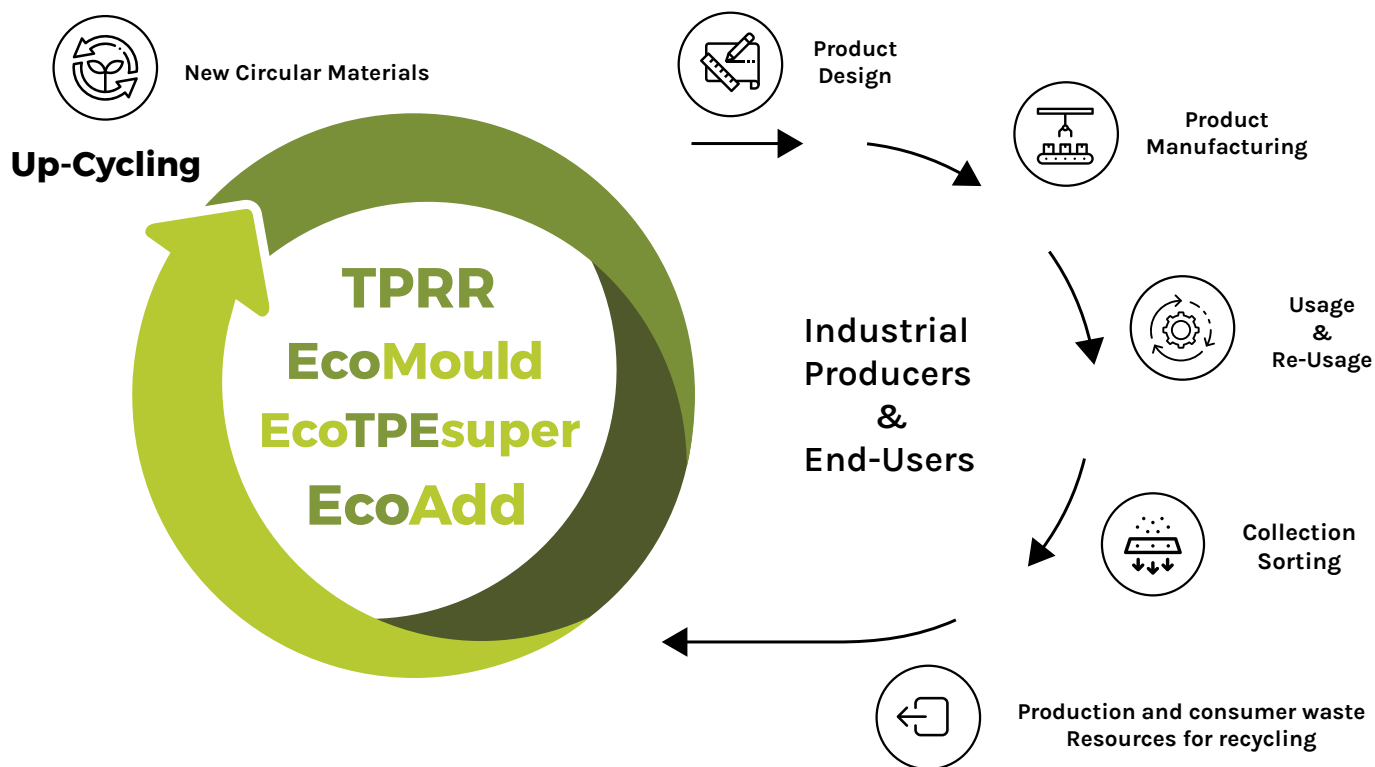 New Circular Materials
Up-Cycling
TPRR
EcoMould
EcoTPEsuper
EcoAdd
Product
Design
Product
Manufacturing
Industrial
Producers
&
End-Users
Usage
&
Re-Usage
Collection
Sorting
Production and consumer waste
Resources for recycling